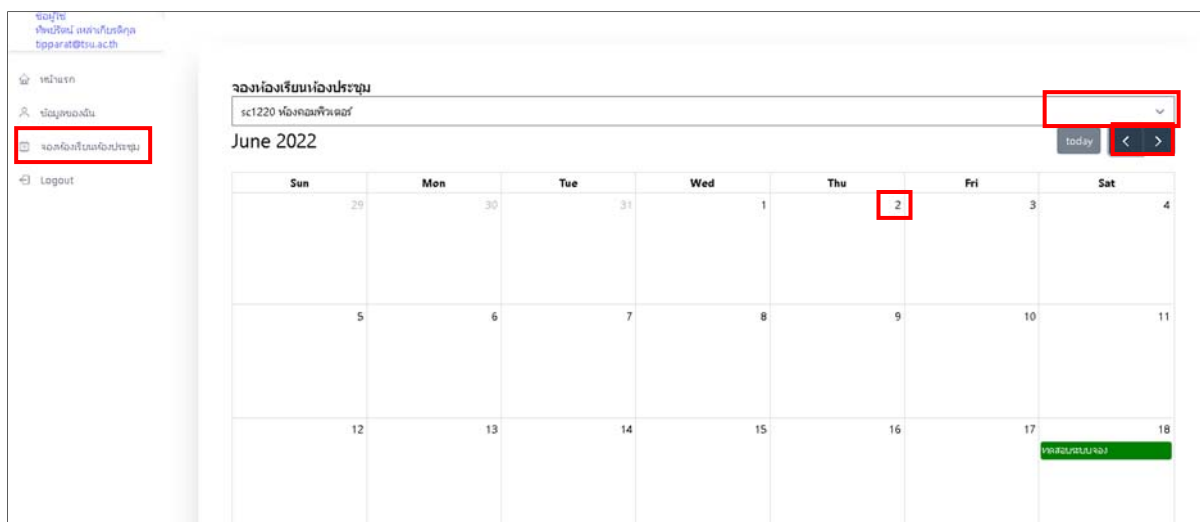 ชื่อผู้ใช้
tipparat@tsu.ac.th
หน้าแรก
ข้อมูลของฉัน
จองห้องเรียนห้องประชุม
Logout
จองห้องเรียนห้องประชุม
sc1220 ห้องคอมพิวเตอร์
June 2022
today
Sun Mon Tue Wed Thu Fri Sat
29 30 31 1 2 3 4
5 6 7 8 9 10 11
12 13 14 15 16 17 18
ทดสอบระบบจอง